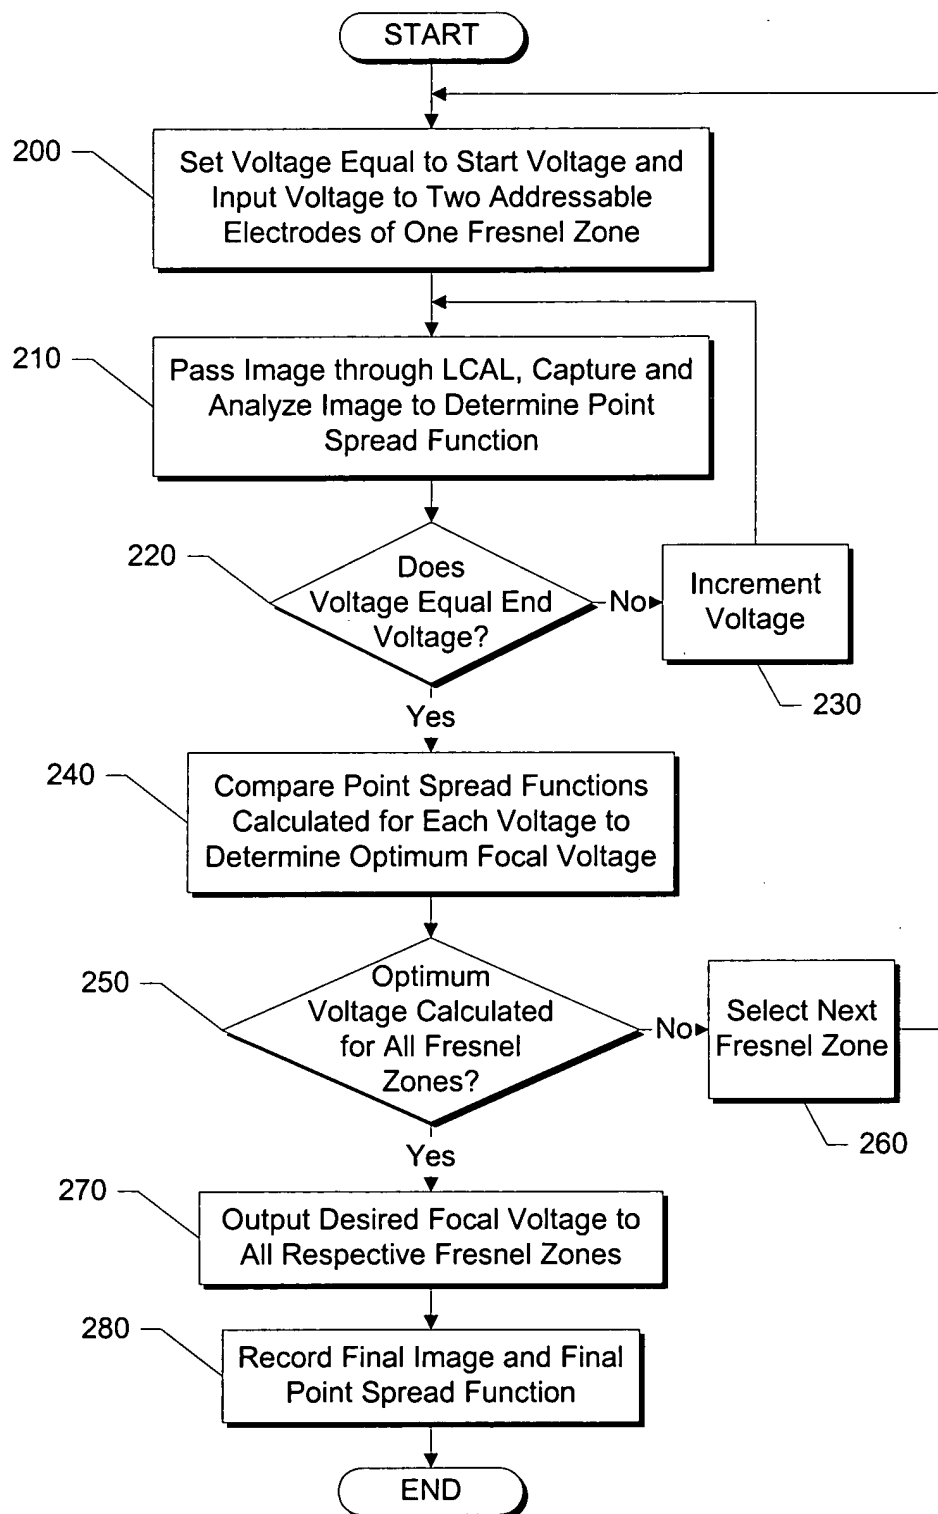 START
200
Set Voltage Equal to Start Voltage and
Input Voltage to Two Addressable
Electrodes of One Fresnel Zone
210
Pass Image through LCAL, Capture and
Analyze Image to Determine Point
Spread Function
220
Does
Voltage Equal End
Voltage?
No
Increment
Voltage
230
Yes
240
Compare Point Spread Functions
Calculated for Each Voltage to
Determine Optimum Focal Voltage
250
Optimum
Voltage Calculated
for All Fresnel
Zones?
No
Select Next
Fresnel Zone
260
Yes
270
Output Desired Focal Voltage to
All Respective Fresnel Zones
280
Record Final Image and Final
Point Spread Function
END